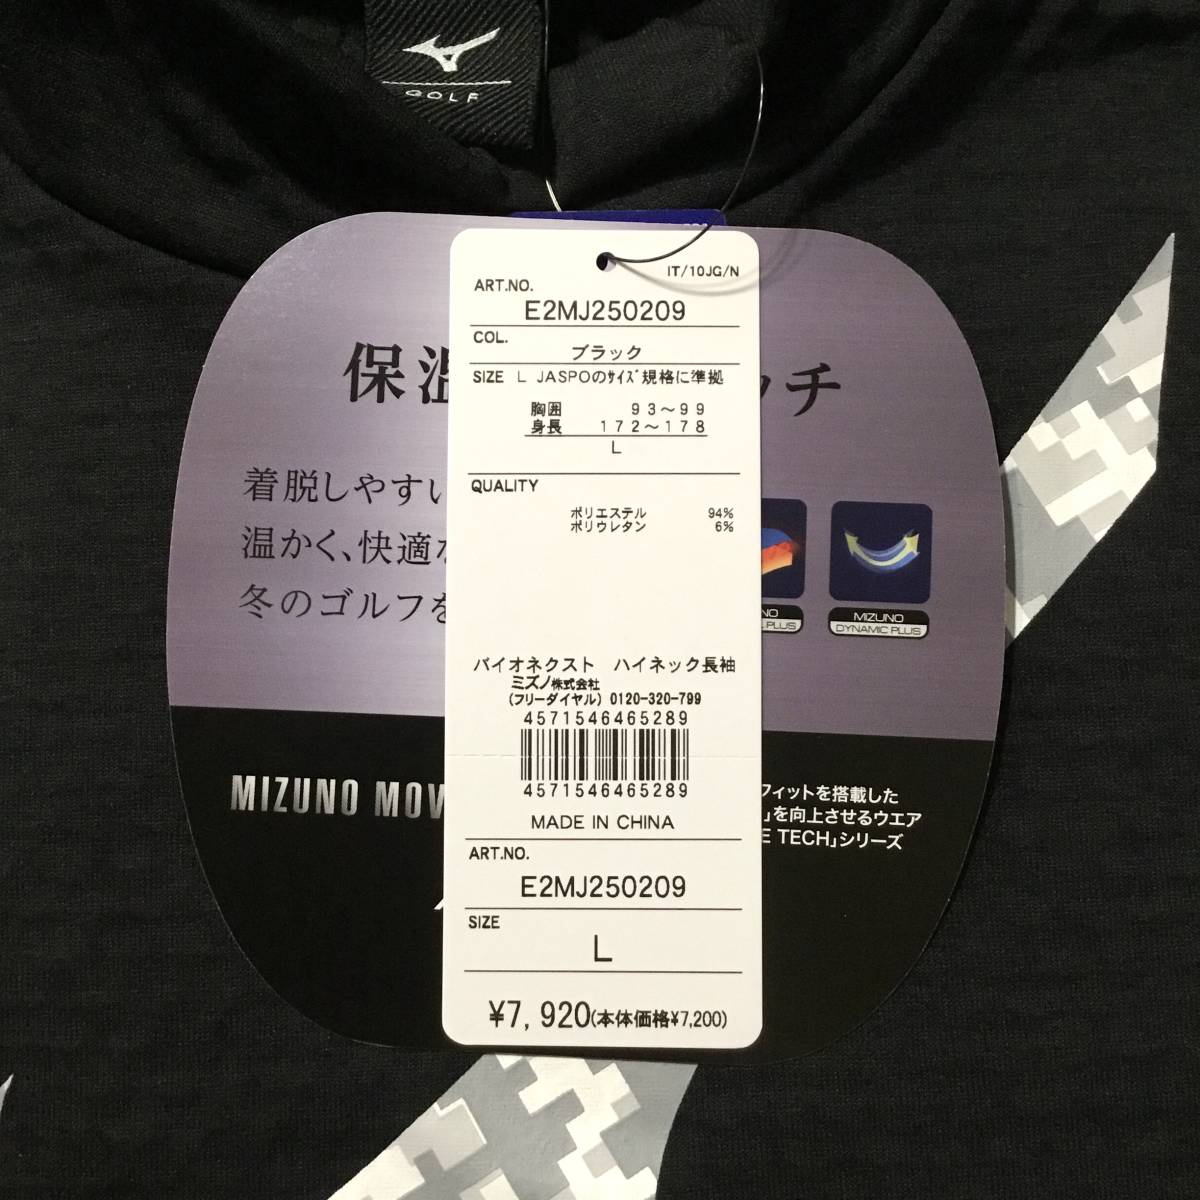 GOLF
IT/10JG/N
ART.NO.
E2MJ250209
COL.
ブラック
SIZE L JASPOのサイズ規格に準拠
胸囲 93~99
身長 172~178
L
QUALITY
ポリエステル 94%
ポリウレタン 6%
バイオネクスト ハイネック長袖
ミズノ株式会社
(フリーダイヤル) 0120-320-799
4571546465289
4571546465289
MADE IN CHINA
ART.NO.
E2MJ250209
SIZE
L
¥7,920(本体価格¥7,200)
保温
ッチ
着脱しやすい
温かく、快適な
冬のゴルフを
PLUS
MIZUNO
DYNAMIC PLUS
MIZUNO MOV
フィットを搭載した
」を向上させるウエア
E TECH」シリーズ